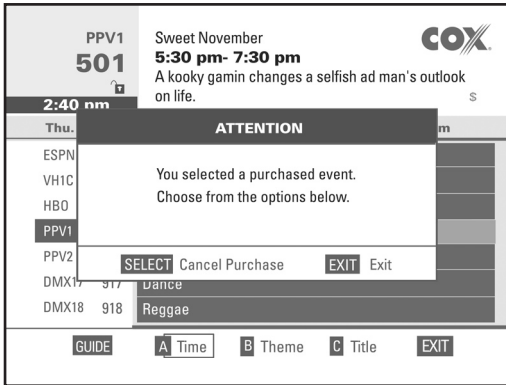 PPV1
501
2:40 pm
Sweet November
5:30 pm- 7:30 pm
A kooky gamin changes a selfish ad man's outlook
on life.
$
COX
Thu.
m
ATTENTION
You selected a purchased event.
Choose from the options below.
SELECT Cancel Purchase EXIT Exit
ESPN
VH1C
HBO
PPV1
PPV2
DMX17 917 Dance
DMX18 918 Reggae
GUIDE A Time B Theme C Title EXIT